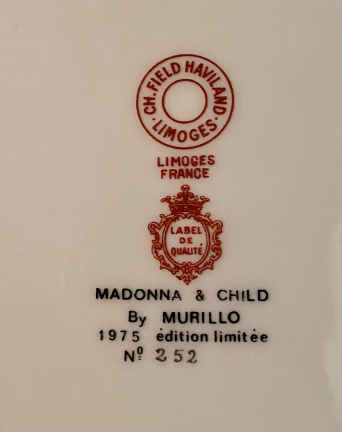 CH. FIELD HAVILAND
· LIMOGES ·
LIMOGES
FRANCE
LABEL
DE
QUALITÉ
MADONNA & CHILD
By MURILLO
1975 édition limitée
Nº 252